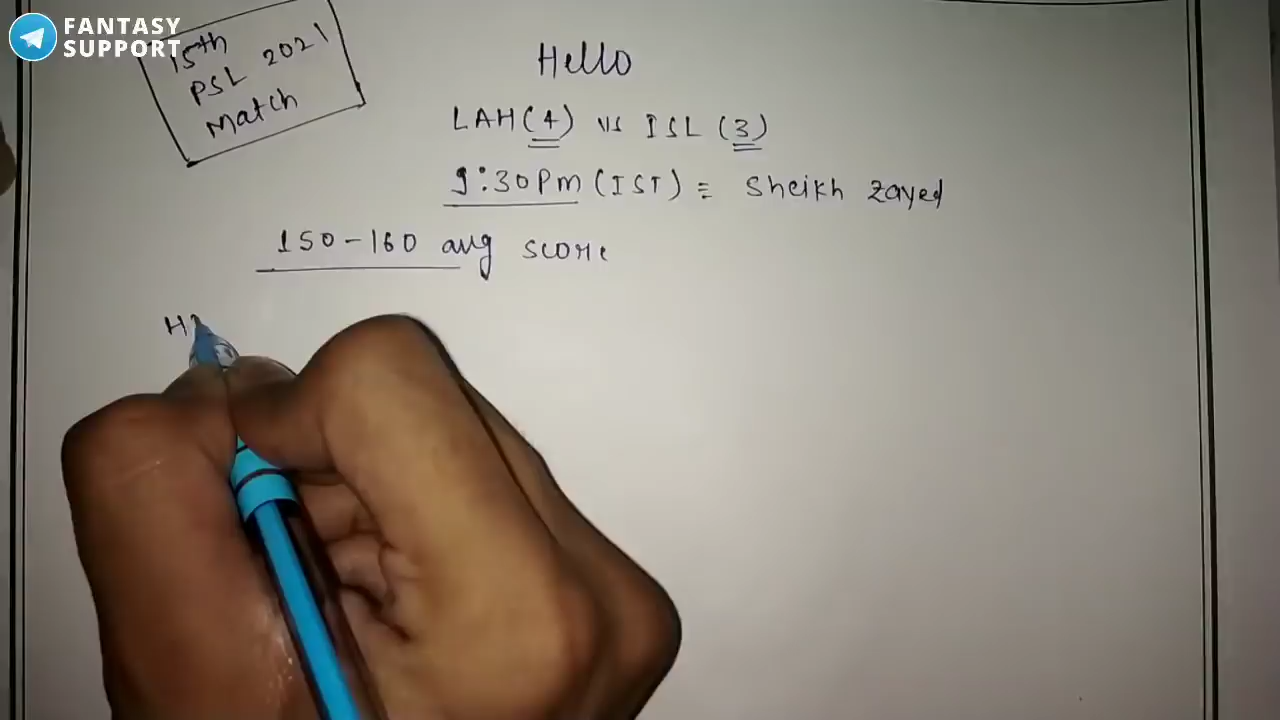 FANTASY
SUPPORT
15th
PSL 2021
Match
Hello
LAH (4) vs ISL (3)
9:30Pm (IST) = Sheikh Zayed
150-160 avg score